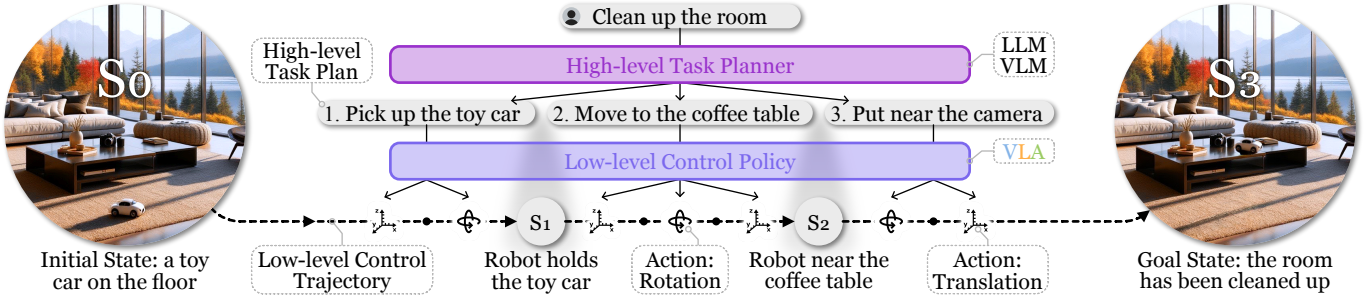 Clean up the room
High-level
Task Plan
High-level Task Planner
LLM
VLM
S0
S3
1. Pick up the toy car
2. Move to the coffee table
3. Put near the camera
Low-level Control Policy
VLA
z
y
x
S1
z
y
x
z
y
x
S2
z
y
x
Initial State: a toy
car on the floor
Low-level Control
Trajectory
Robot holds
the toy car
Action:
Rotation
Robot near the
coffee table
Action:
Translation
Goal State: the room
has been cleaned up